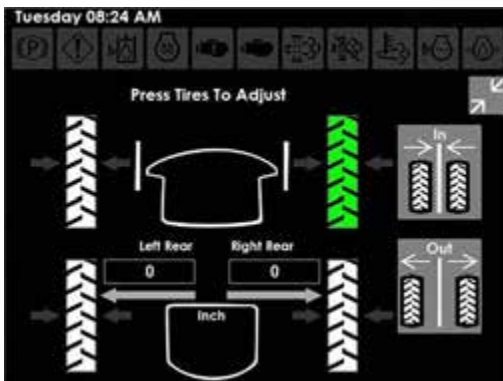 Tuesday 08:24 AM
Press Tires To Adjust
In
Left Rear
Right Rear
0
0
Out
Inch